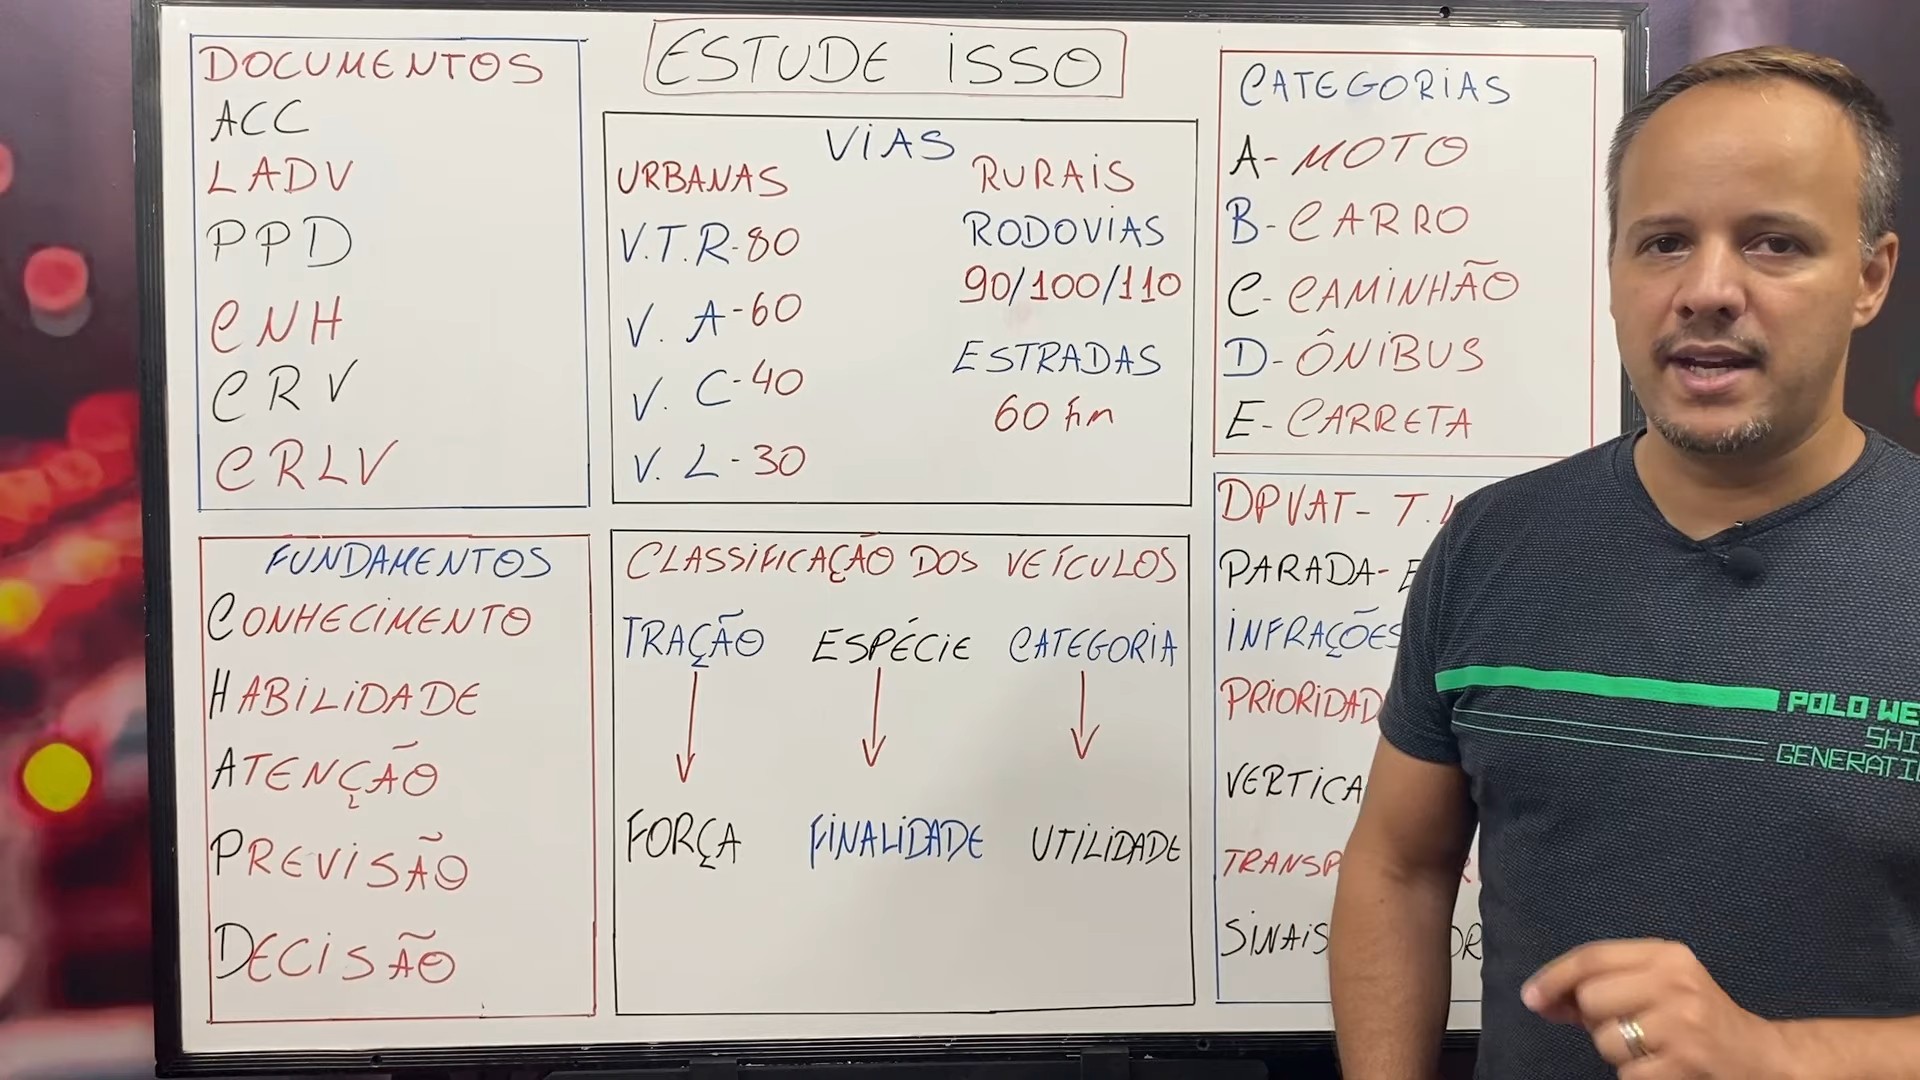 ESTUDE ISSO
DOCUMENTOS
ACC
LADV
PPD
CNH
CRV
CRLV
VIAS
URBANAS
V.T.R-80
V. A-60
V. C-40
V. L-30
RURAIS
RODOVIAS
90/100/110
ESTRADAS
60 km
CATEGORIAS
A- MOTO
B- CARRO
C- CAMINHÃO
D- ÔNIBUS
E- CARRETA
FUNDAMENTOS
CONHECIMENTO
HABILIDADE
ATENÇÃO
PREVISÃO
DECISÃO
CLASSIFICAÇÃO DOS VEÍCULOS
TRAÇÃO ESPÉCIE CATEGORIA
FORÇA FINALIDADE UTILIDADE
DPVAT- T.
PARADA-
INFRAÇÕES
PRIORIDAD
VERTICA
TRANSP
SINAIS
POLO WE
SHI
GENERATI